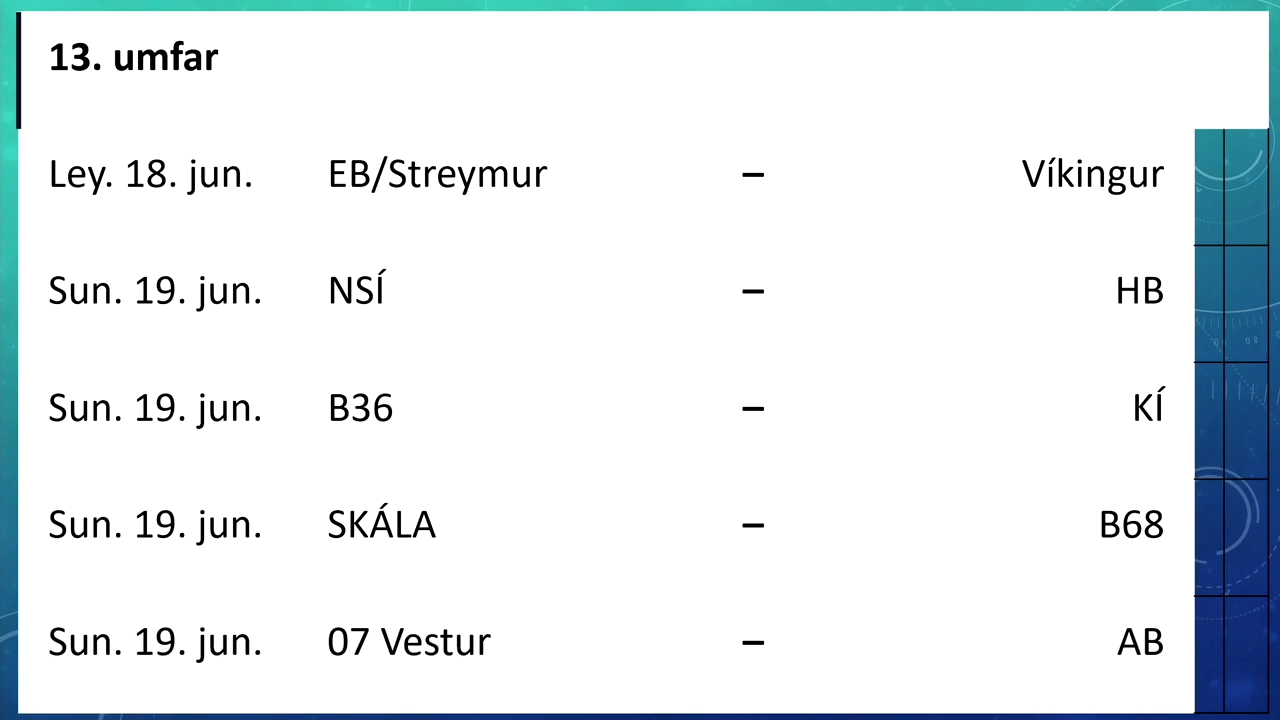 13. umfar
Ley. 18. jun. EB/Streymur – Víkingur
Sun. 19. jun. NSÍ – HB
Sun. 19. jun. B36 – KÍ
Sun. 19. jun. SKÁLA – B68
Sun. 19. jun. 07 Vestur – AB